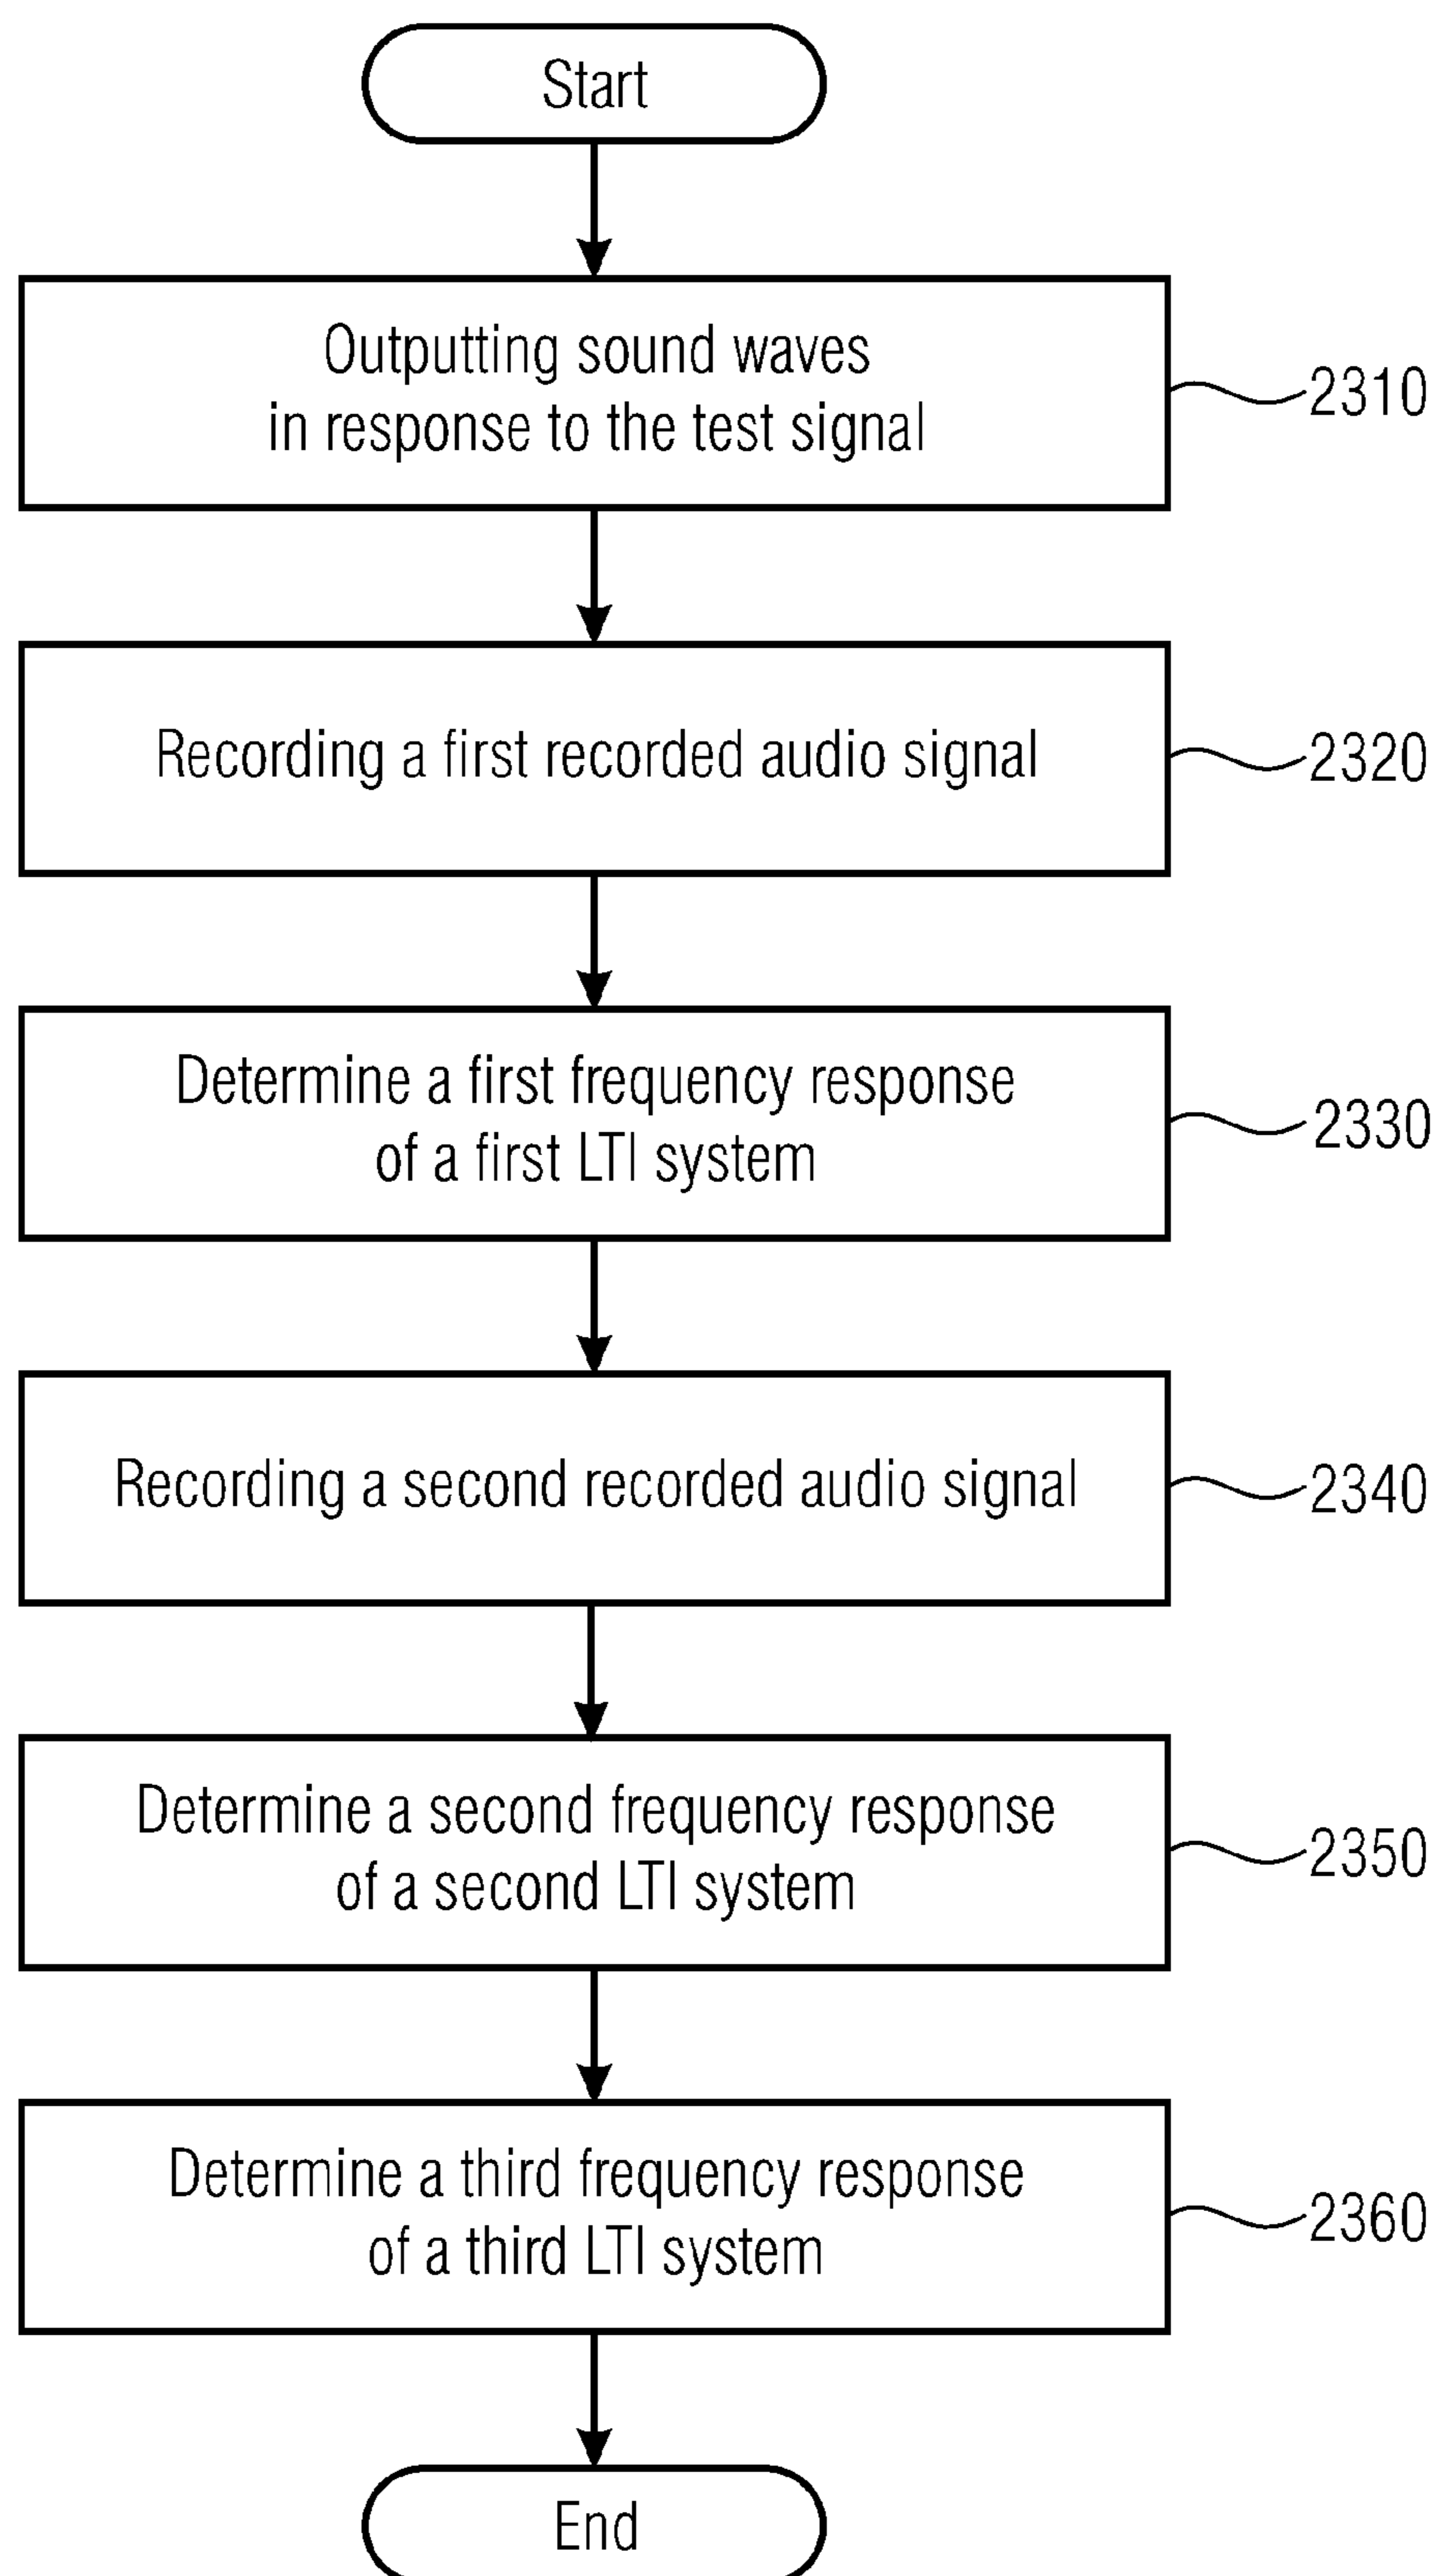 Start
Outputting sound waves
in response to the test signal
2310
Recording a first recorded audio signal
2320
Determine a first frequency response
of a first LTI system
2330
Recording a second recorded audio signal
2340
Determine a second frequency response
of a second LTI system
2350
Determine a third frequency response
of a third LTI system
2360
End